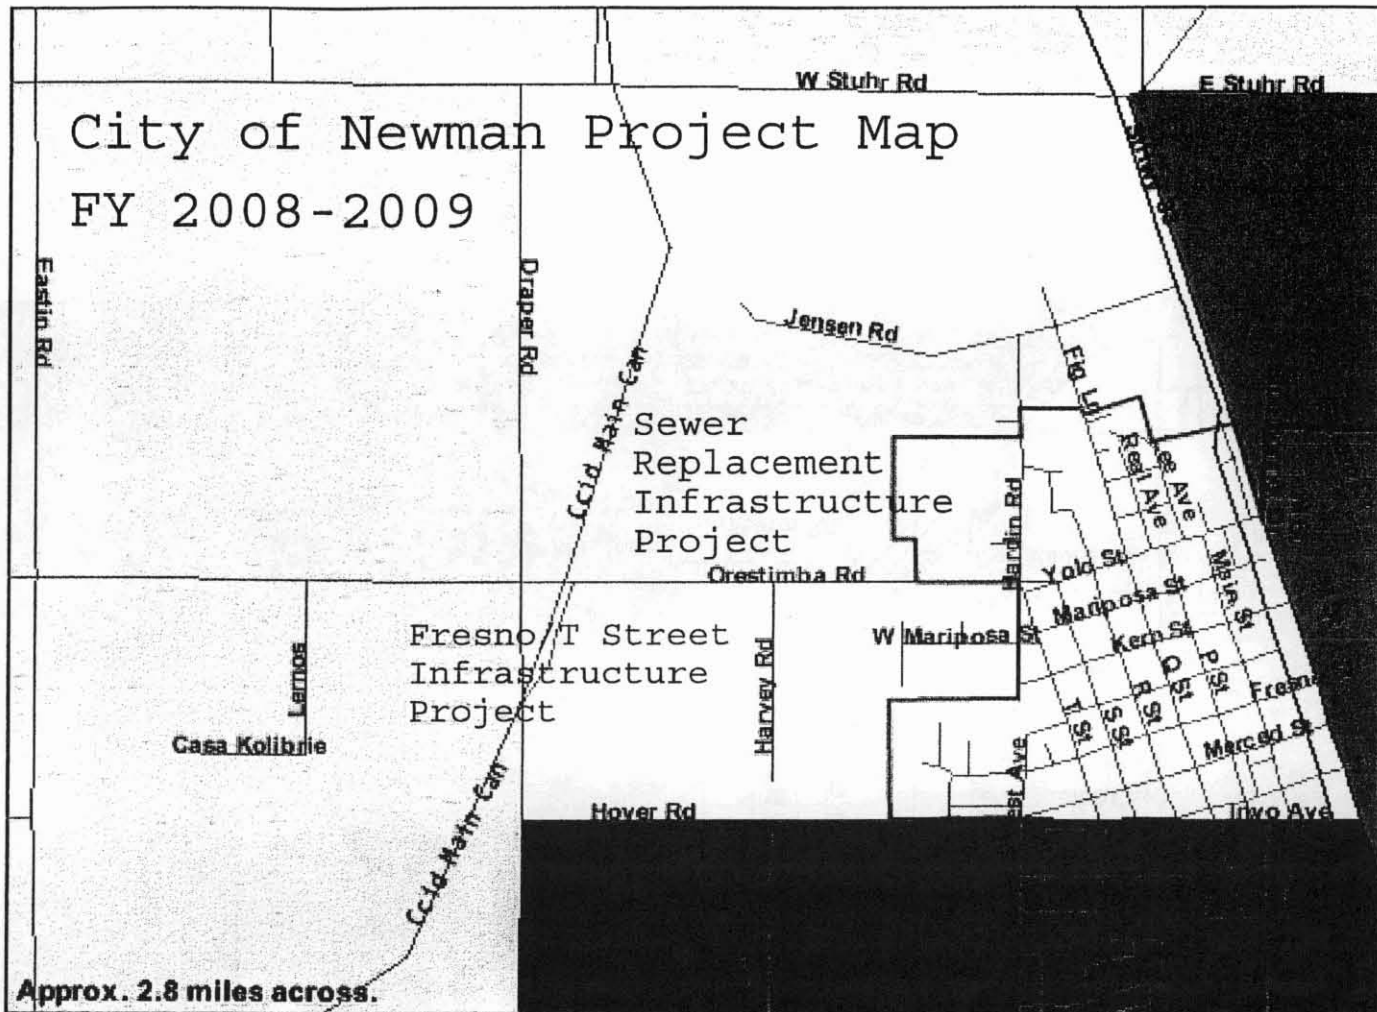 W Stuhr Rd
E Stuhr Rd
City of Newman Project Map
FY 2008-2009
Eastin Rd
Draper Rd
Jensen Rd
Fig Ln
Ccid Main Can
Sewer
Replacement
Infrastructure
Project
Real Ave
Lee Ave
Hardin Rd
Orestimba Rd
Yolo St
Main St
Mariposa St
Fresno/T Street
Infrastructure
Project
W Mariposa St
Kern St
Lemos
Harvey Rd
P St
Q St
R St
S St
T St
Fresno
Merced St
Casa Kolibrie
Ccid Main Can
Hover Rd
est Ave
Inyo Ave
Approx. 2.8 miles across.